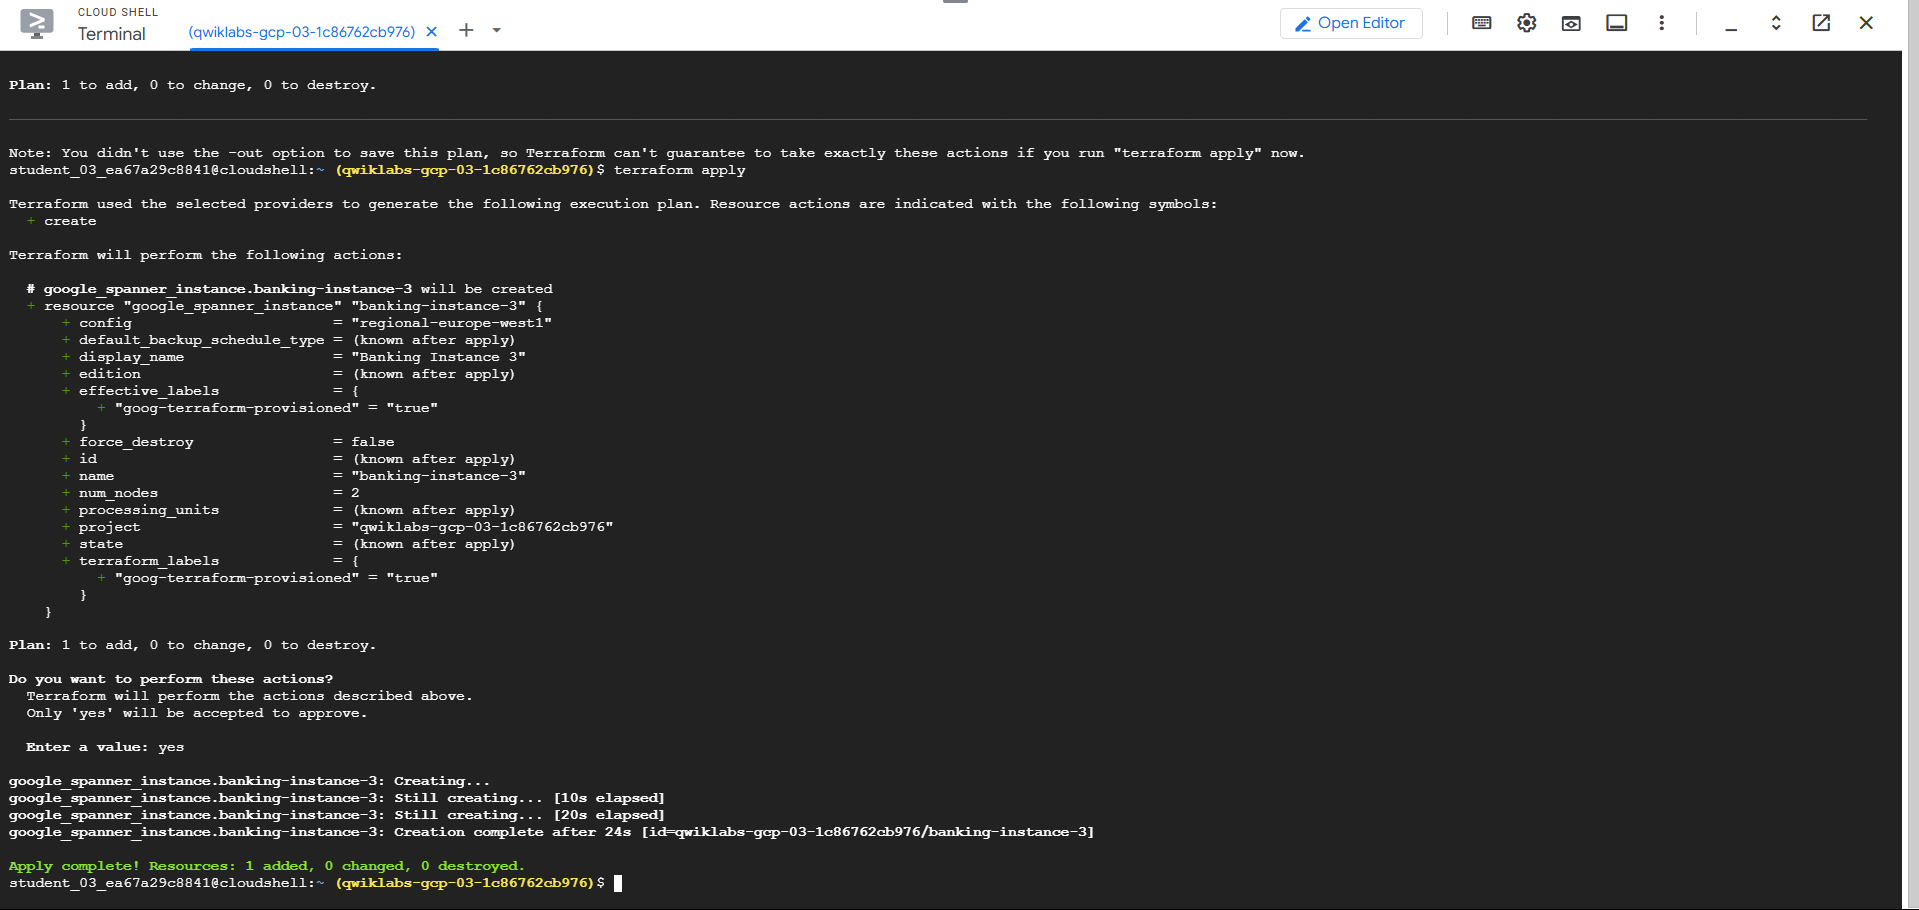 CLOUD SHELL
Terminal
(qwiklabs-gcp-03-1c86762cb976)
Open Editor
Plan: 1 to add, 0 to change, 0 to destroy.
Note: You didn't use the -out option to save this plan, so Terraform can't guarantee to take exactly these actions if you run "terraform apply" now.
student_03_ea67a29c8841@cloudshell:~ (qwiklabs-gcp-03-1c86762cb976)$ terraform apply
Terraform used the selected providers to generate the following execution plan. Resource actions are indicated with the following symbols:
+ create
Terraform will perform the following actions:
# google_spanner_instance.banking-instance-3 will be created
+ resource "google_spanner_instance" "banking-instance-3" {
+ config = "regional-europe-west1"
+ default_backup_schedule_type = (known after apply)
+ display_name = "Banking Instance 3"
+ edition = (known after apply)
+ effective_labels = {
+ "goog-terraform-provisioned" = "true"
}
+ force_destroy = false
+ id = (known after apply)
+ name = "banking-instance-3"
+ num_nodes = 2
+ processing_units = (known after apply)
+ project = "qwiklabs-gcp-03-1c86762cb976"
+ state = (known after apply)
+ terraform_labels = {
+ "goog-terraform-provisioned" = "true"
}
}
Plan: 1 to add, 0 to change, 0 to destroy.
Do you want to perform these actions?
Terraform will perform the actions described above.
Only 'yes' will be accepted to approve.
Enter a value: yes
google_spanner_instance.banking-instance-3: Creating...
google_spanner_instance.banking-instance-3: Still creating... [10s elapsed]
google_spanner_instance.banking-instance-3: Still creating... [20s elapsed]
google_spanner_instance.banking-instance-3: Creation complete after 24s [id=qwiklabs-gcp-03-1c86762cb976/banking-instance-3]
Apply complete! Resources: 1 added, 0 changed, 0 destroyed.
student_03_ea67a29c8841@cloudshell:~ (qwiklabs-gcp-03-1c86762cb976)$